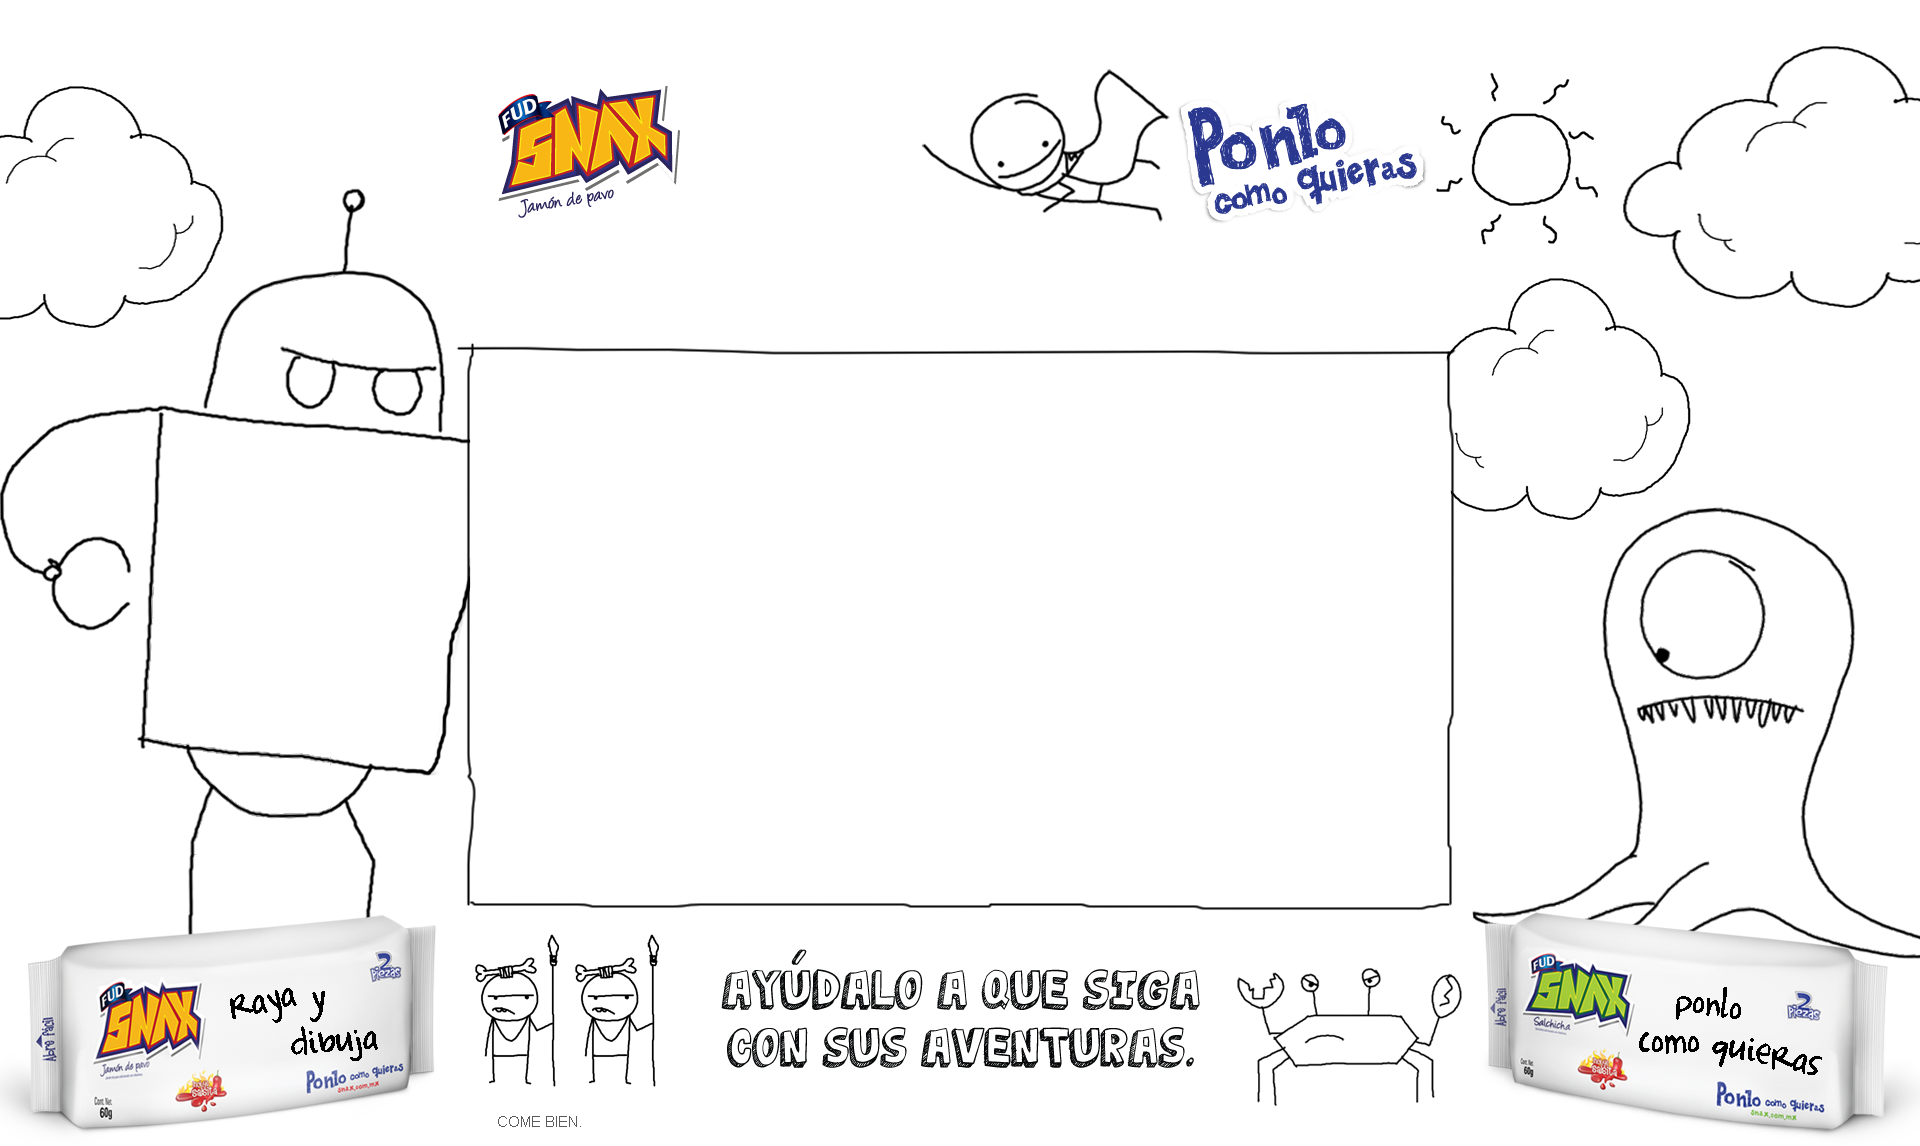 FUD
SNAX
Jamón de pavo
Ponlo
como quieras
AYÚDALO A QUE SIGA
CON SUS AVENTURAS.
COME BIEN.
Abre Fácil
FUD
SNAX
Jamón de pavo
Raya y
dibuja
2
Piezas
Cont. Net.
60g
Ponlo como quieras
snax.com.mx
Abre Fácil
FUD
SNAX
Salchicha
ponlo
como quieras
2
Piezas
Cont. Net.
60g
Ponlo como quieras
snax.com.mx